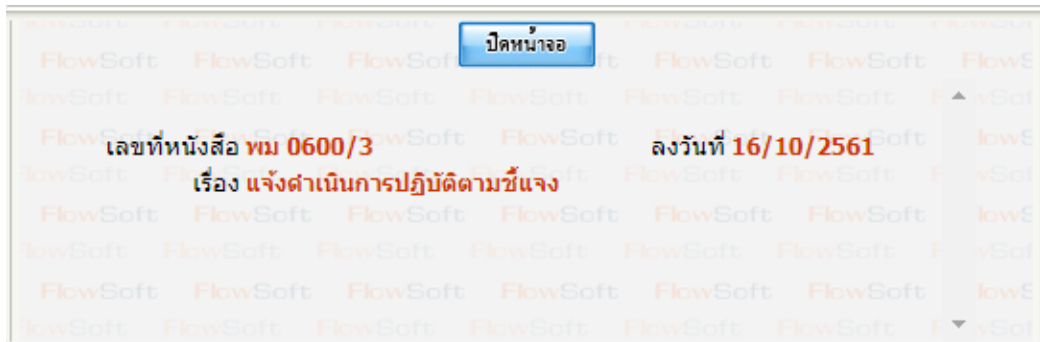 ปิดหน้าจอ
เลขที่หนังสือ พม 0600/3 ลงวันที่ 16/10/2561
เรื่อง แจ้งดำเนินการปฏิบัติตามชี้แจง
FlowSoft